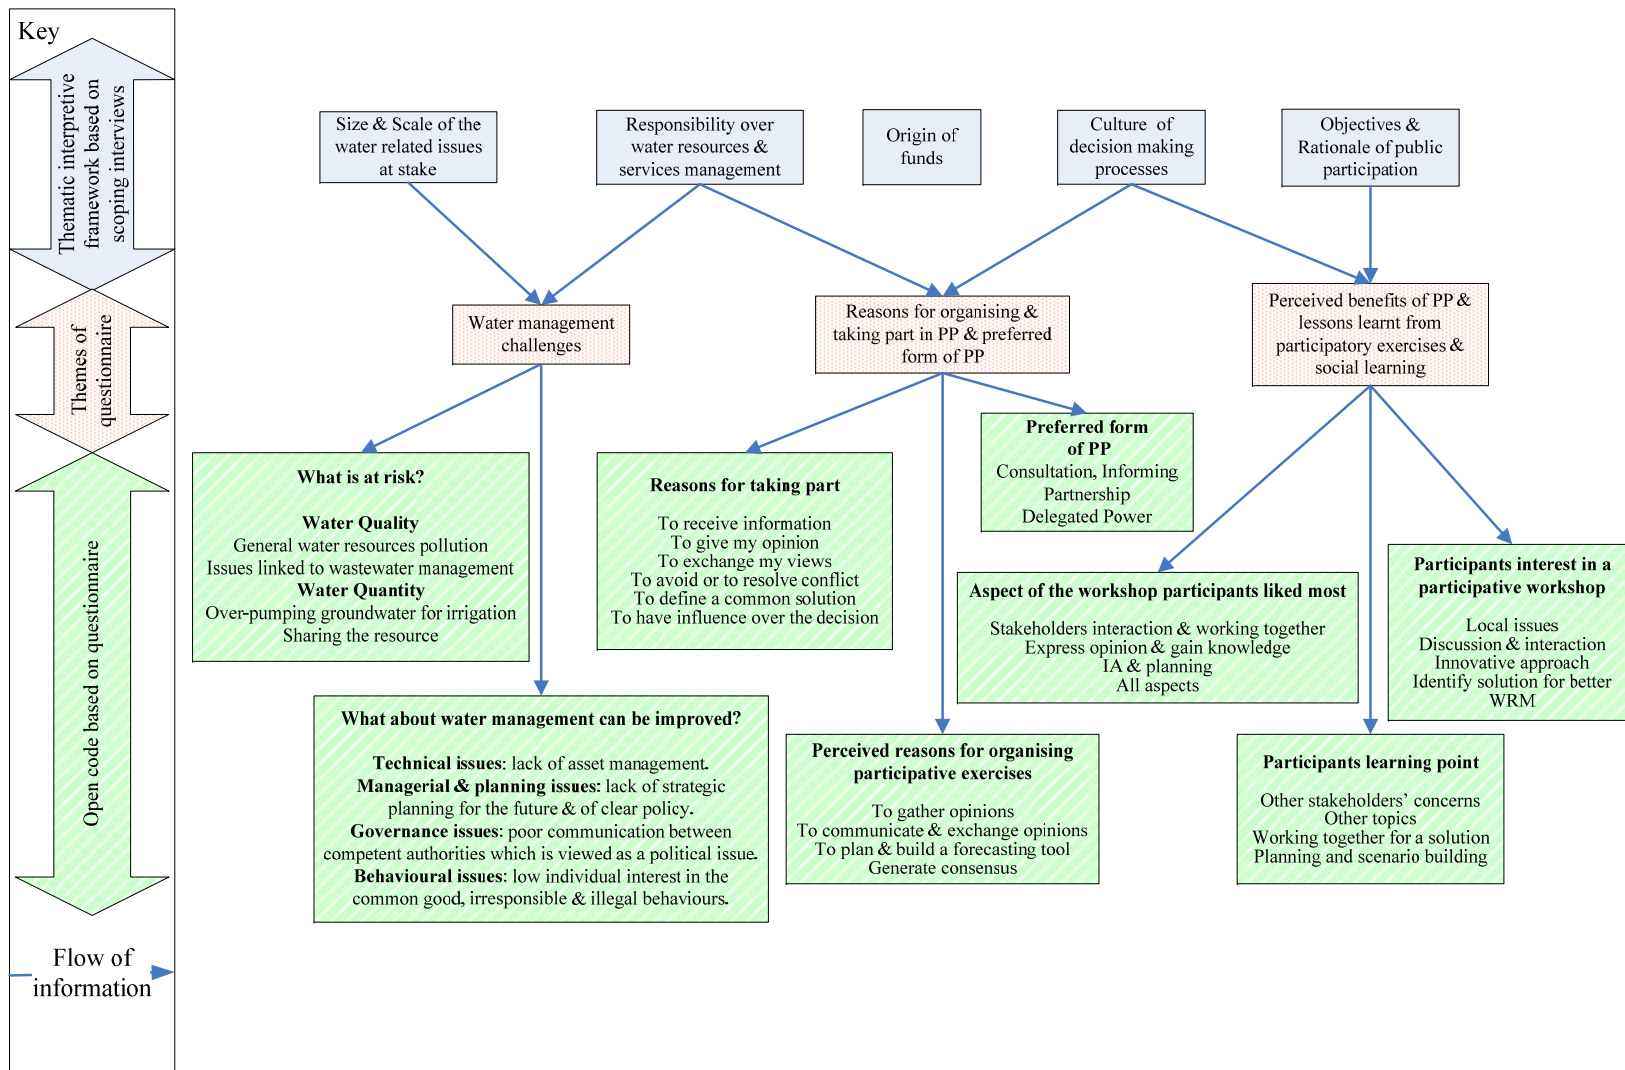 Key
Thematic interpretive
framework based on
scoping interviews
Themes of
questionnaire
Open code based on questionnaire
Flow of
information
Size & Scale of the
water related issues
at stake
Responsibility over
water resources &
services management
Origin of
funds
Culture of
decision making
processes
Objectives &
Rationale of public
participation
Water management
challenges
Reasons for organising &
taking part in PP & preferred
form of PP
Perceived benefits of PP &
lessons learnt from
participatory exercises &
social learning
What is at risk?
Water Quality
General water resources pollution
Issues linked to wastewater management
Water Quantity
Over-pumping groundwater for irrigation
Sharing the resource
Reasons for taking part
To receive information
To give my opinion
To exchange my views
To avoid or to resolve conflict
To define a common solution
To have influence over the decision
Preferred form
of PP
Consultation, Informing
Partnership
Delegated Power
Aspect of the workshop participants liked most
Stakeholders interaction & working together
Express opinion & gain knowledge
IA & planning
All aspects
Participants interest in a
participative workshop
Local issues
Discussion & interaction
Innovative approach
Identify solution for better
WRM
What about water management can be improved?
Technical issues: lack of asset management.
Managerial & planning issues: lack of strategic
planning for the future & of clear policy.
Governance issues: poor communication between
competent authorities which is viewed as a political issue.
Behavioural issues: low individual interest in the
common good, irresponsible & illegal behaviours.
Perceived reasons for organising
participative exercises
To gather opinions
To communicate & exchange opinions
To plan & build a forecasting tool
Generate consensus
Participants learning point
Other stakeholders' concerns
Other topics
Working together for a solution
Planning and scenario building